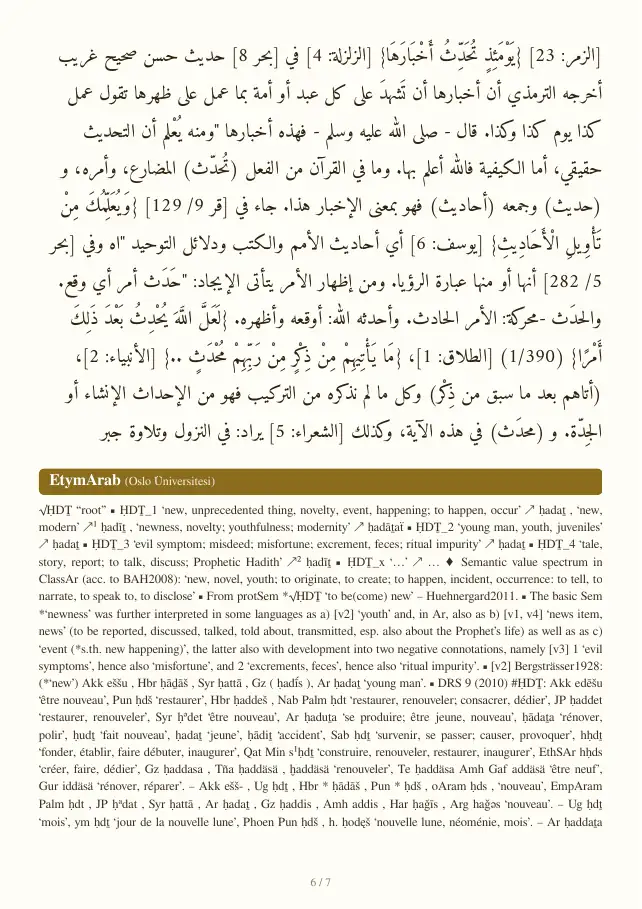 [الزمر: 23] {يَوْمَئِذٍ تُحَدِّثُ أَخْبَارَهَا} [الزلزلة: 4] في [بحر 8] حديث حسن صحيح غريب
أخرجه الترمذي أن أخبارها أن تَشهدَ على كل عبد أو أمة بما عمل على ظهرها تقول عمل
كذا يوم كذا وكذا. قال - صلى الله عليه وسلم - فهذه أخبارها "ومنه يُعْلم أن التحديث
حقيقي، أما الكيفية فالله أعلم بها. وما في القرآن من الفعل (تُحدّث) المضارع، وأمره، و
(حديث) وجمعه (أحاديث) فهو بمعنى الإخبار هذا. جاء في [قر 9/ 129] {وَيُعَلِّمُكَ مِنْ
تَأْوِيلِ الْأَحَادِيثِ} [يوسف: 6] أي أحاديث الأمم والكتب ودلائل التوحيد "اه وفي [بحر
5/ 282] أنها أو منها عبارة الرؤيا. ومن إظهار الأمر يتأتى الإيجاد: "حَدَث أمر أي وقع.
والحدَث -محركة: الأمر الحادث. وأحدثه الله: أوقعه وأظهره. {لَعَلَّ اللَّهَ يُحْدِثُ بَعْدَ ذَلِكَ
أَمْرًا} (1/390) [الطلاق: 1]، {مَا يَأْتِيهِمْ مِنْ ذِكْرٍ مِنْ رَبِّهِمْ مُحْدَثٍ ..} [الأنبياء: 2]،
(أتاهم بعد ما سبق من ذِكْر) وكل ما لم نذكره من التركيب فهو من الإحداث الإنشاء أو
الجِدّة. و (محدَث) في هذه الآية، وكذلك [الشعراء: 5] يراد: في النزول وتلاوة جبر
EtymArab (Oslo Üniversitesi)
√ḤDṮ “root” ▪ ḤDṮ_1 ‘new, unprecedented thing, novelty, event, happening; to happen, occur’ ↗ ḥadaṯ , ‘new,
modern’ ↗¹ ḥadīṯ , ‘newness, novelty; youthfulness; modernity’ ↗ ḥadāṯaẗ ▪ ḤDṮ_2 ‘young man, youth, juveniles’
↗ ḥadaṯ ▪ ḤDṮ_3 ‘evil symptom; misdeed; misfortune; excrement, feces; ritual impurity’ ↗ ḥadaṯ ▪ ḤDṮ_4 ‘tale,
story, report; to talk, discuss; Prophetic Hadith’ ↗² ḥadīṯ ▪ ḤDṮ_x ‘…’ ↗ … ♦ Semantic value spectrum in
ClassAr (acc. to BAH2008): ‘new, novel, youth; to originate, to create; to happen, incident, occurrence: to tell, to
narrate, to speak to, to disclose’ ▪ From protSem *√ḤDṮ ‘to be(come) new’ – Huehnergard2011. ▪ The basic Sem
*‘newness’ was further interpreted in some languages as a) [v2] ‘youth’ and, in Ar, also as b) [v1, v4] ‘news item,
news’ (to be reported, discussed, talked, told about, transmitted, esp. also about the Prophet’s life) as well as as c)
‘event (*s.th. new happening)’, the latter also with development into two negative connotations, namely [v3] 1 ‘evil
symptoms’, hence also ‘misfortune’, and 2 ‘excrements, feces’, hence also ‘ritual impurity’. ▪ [v2] Bergsträsser1928:
(*‘new’) Akk eššu , Hbr ḥāḏāš , Syr ḥattā , Gz ( ḥadīs ), Ar ḥadaṯ ‘young man’. ▪ DRS 9 (2010) #ḤDṮ: Akk edēšu
‘être nouveau’, Pun ḥdš ‘restaurer’, Hbr ḥaddeš , Nab Palm ḥdt ‘restaurer, renouveler; consacrer, dédier’, JP ḥaddet
‘restaurer, renouveler’, Syr ḥᵃdet ‘être nouveau’, Ar ḥaduṯa ‘se produire; être jeune, nouveau’, ḥādaṯa ‘rénover,
polir’, ḥudṯ ‘fait nouveau’, ḥadaṯ ‘jeune’, ḥādiṯ ‘accident’, Sab ḥdṯ ‘survenir, se passer; causer, provoquer’, hḥdṯ
‘fonder, établir, faire débuter, inaugurer’, Qat Min s¹ḥdṯ ‘construire, renouveler, restaurer, inaugurer’, EthSAr hḥds
‘créer, faire, dédier’, Gz ḥaddasa , Tña ḥaddäsä , ḫaddäsä ‘renouveler’, Te ḥaddäsa Amh Gaf addäsä ‘être neuf’,
Gur iddäsä ‘rénover, réparer’. – Akk ešš- , Ug ḥdṯ , Hbr * ḥādāš , Pun * ḥdš , oAram ḥds , ‘nouveau’, EmpAram
Palm ḥdt , JP ḥᵃdat , Syr ḥattā , Ar ḥadaṯ , Gz ḥaddis , Amh addis , Har ḥaǧīs , Arg haǧǝs ‘nouveau’. – Ug ḥdṯ
‘mois’, ym ḥdṯ ‘jour de la nouvelle lune’, Phoen Pun ḥdš , h. ḥodęš ‘nouvelle lune, néoménie, mois’. – Ar ḥaddaṯa
6 / 7